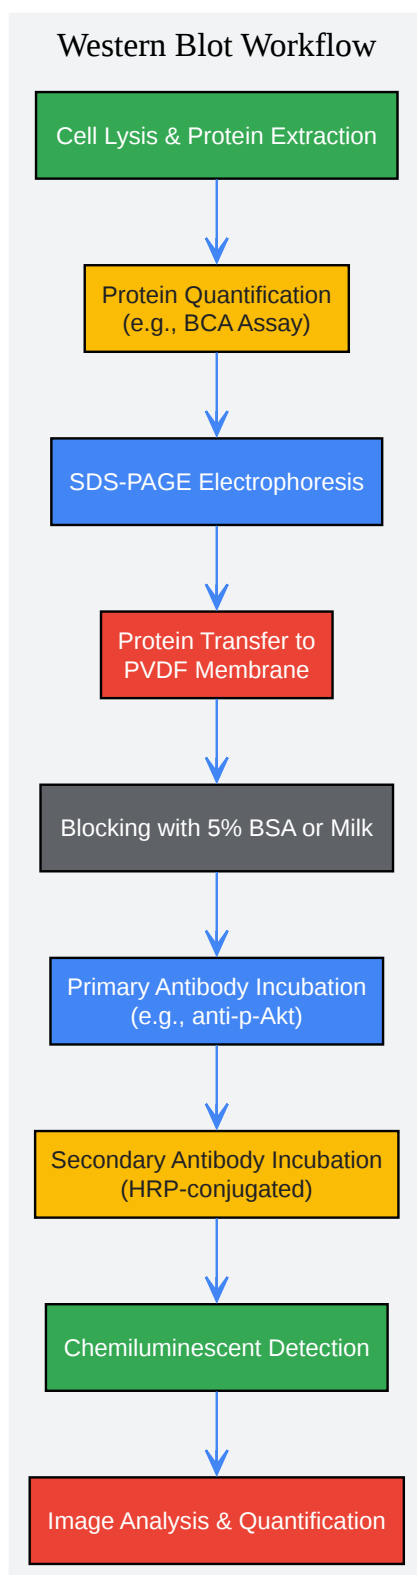 Western Blot Workflow
Cell Lysis & Protein Extraction
Protein Quantification
(e.g., BCA Assay)
SDS-PAGE Electrophoresis
Protein Transfer to
PVDF Membrane
Blocking with 5% BSA or Milk
Primary Antibody Incubation
(e.g., anti-p-Akt)
Secondary Antibody Incubation
(HRP-conjugated)
Chemiluminescent Detection
Image Analysis & Quantification